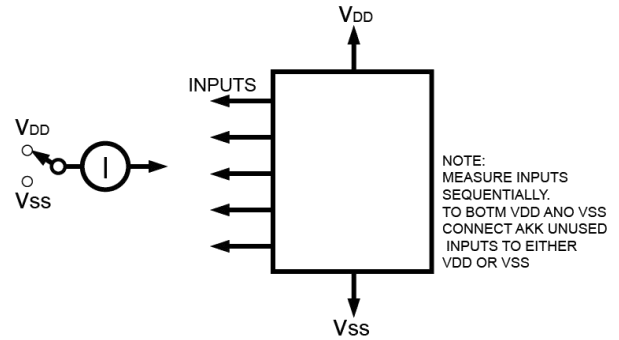 VDD
INPUTS
VDD
I
VSS
NOTE:
MEASURE INPUTS
SEQUENTIALLY.
TO BOTM VDD ANO VSS
CONNECT AKK UNUSED
INPUTS TO EITHER
VDD OR VSS
VSS